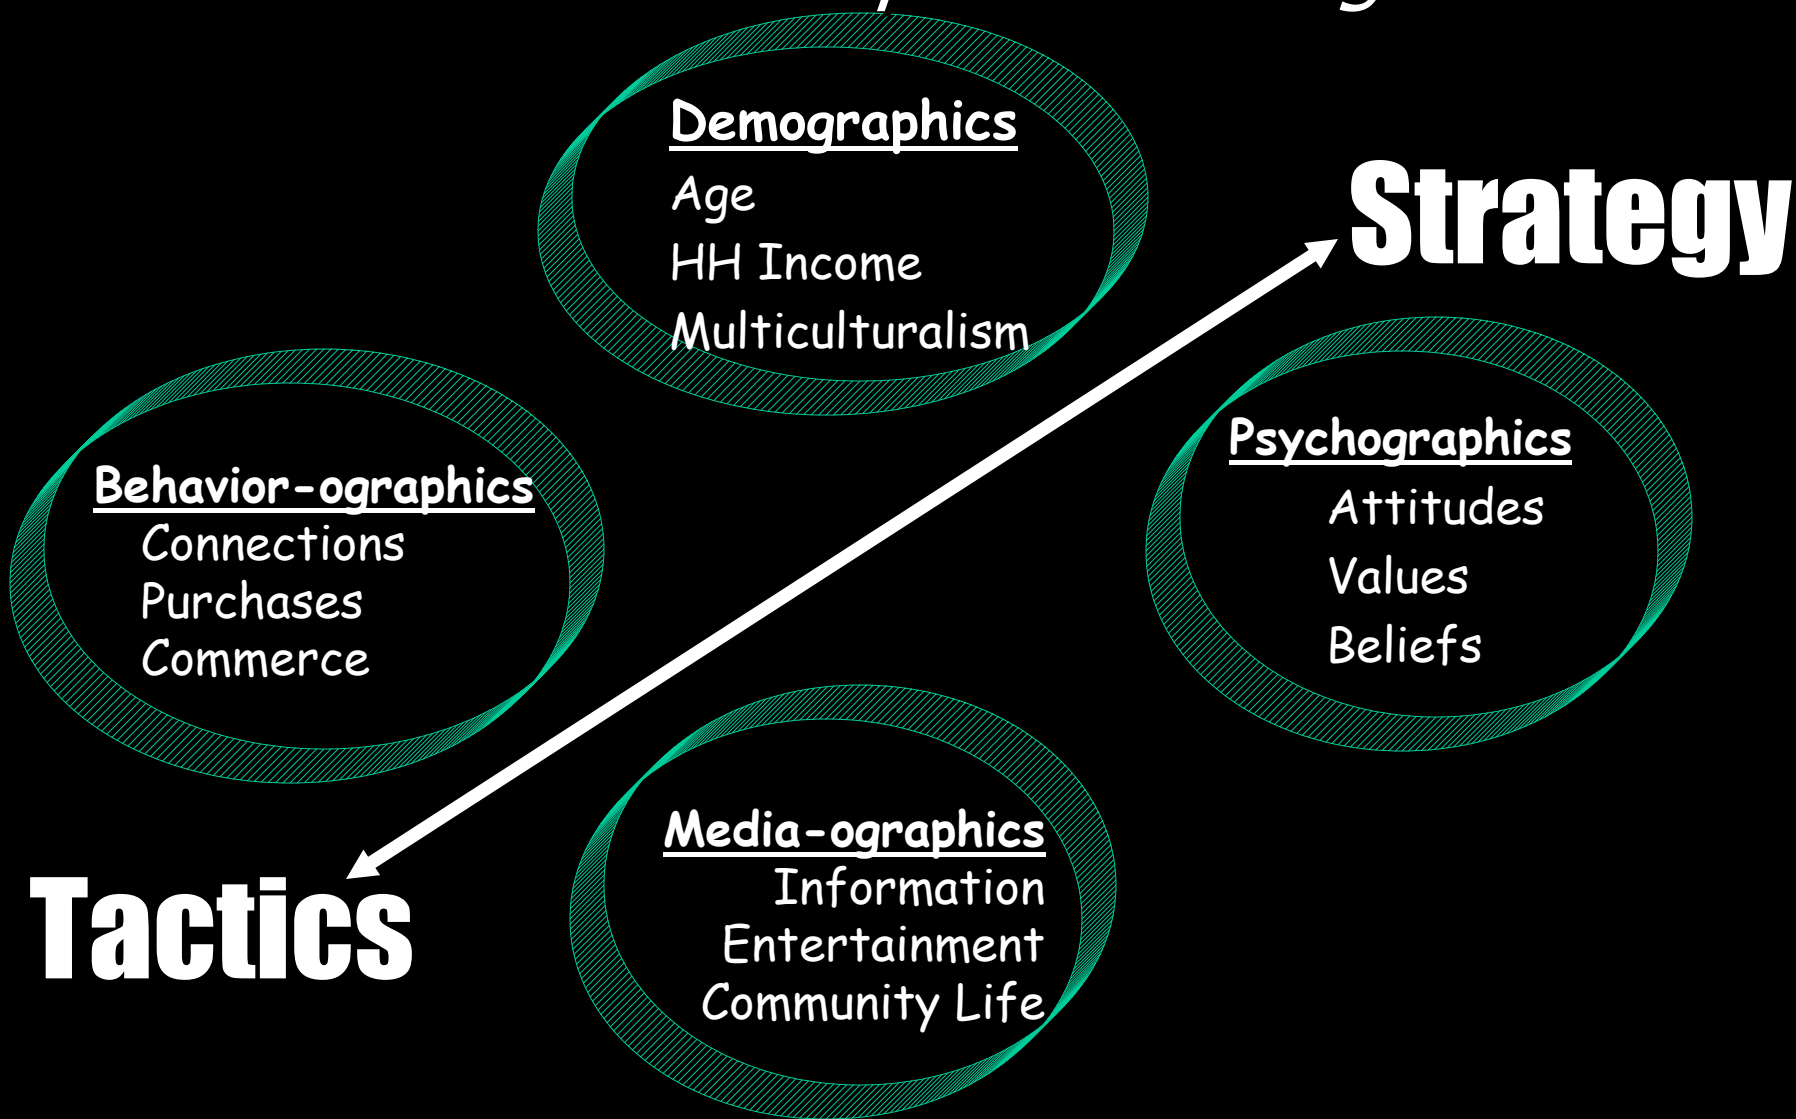 Demographics
Age
HH Income
Multiculturalism
Strategy
Psychographics
Attitudes
Values
Beliefs
Behavior-ographics
Connections
Purchases
Commerce
Media-ographics
Information
Entertainment
Community Life
Tactics